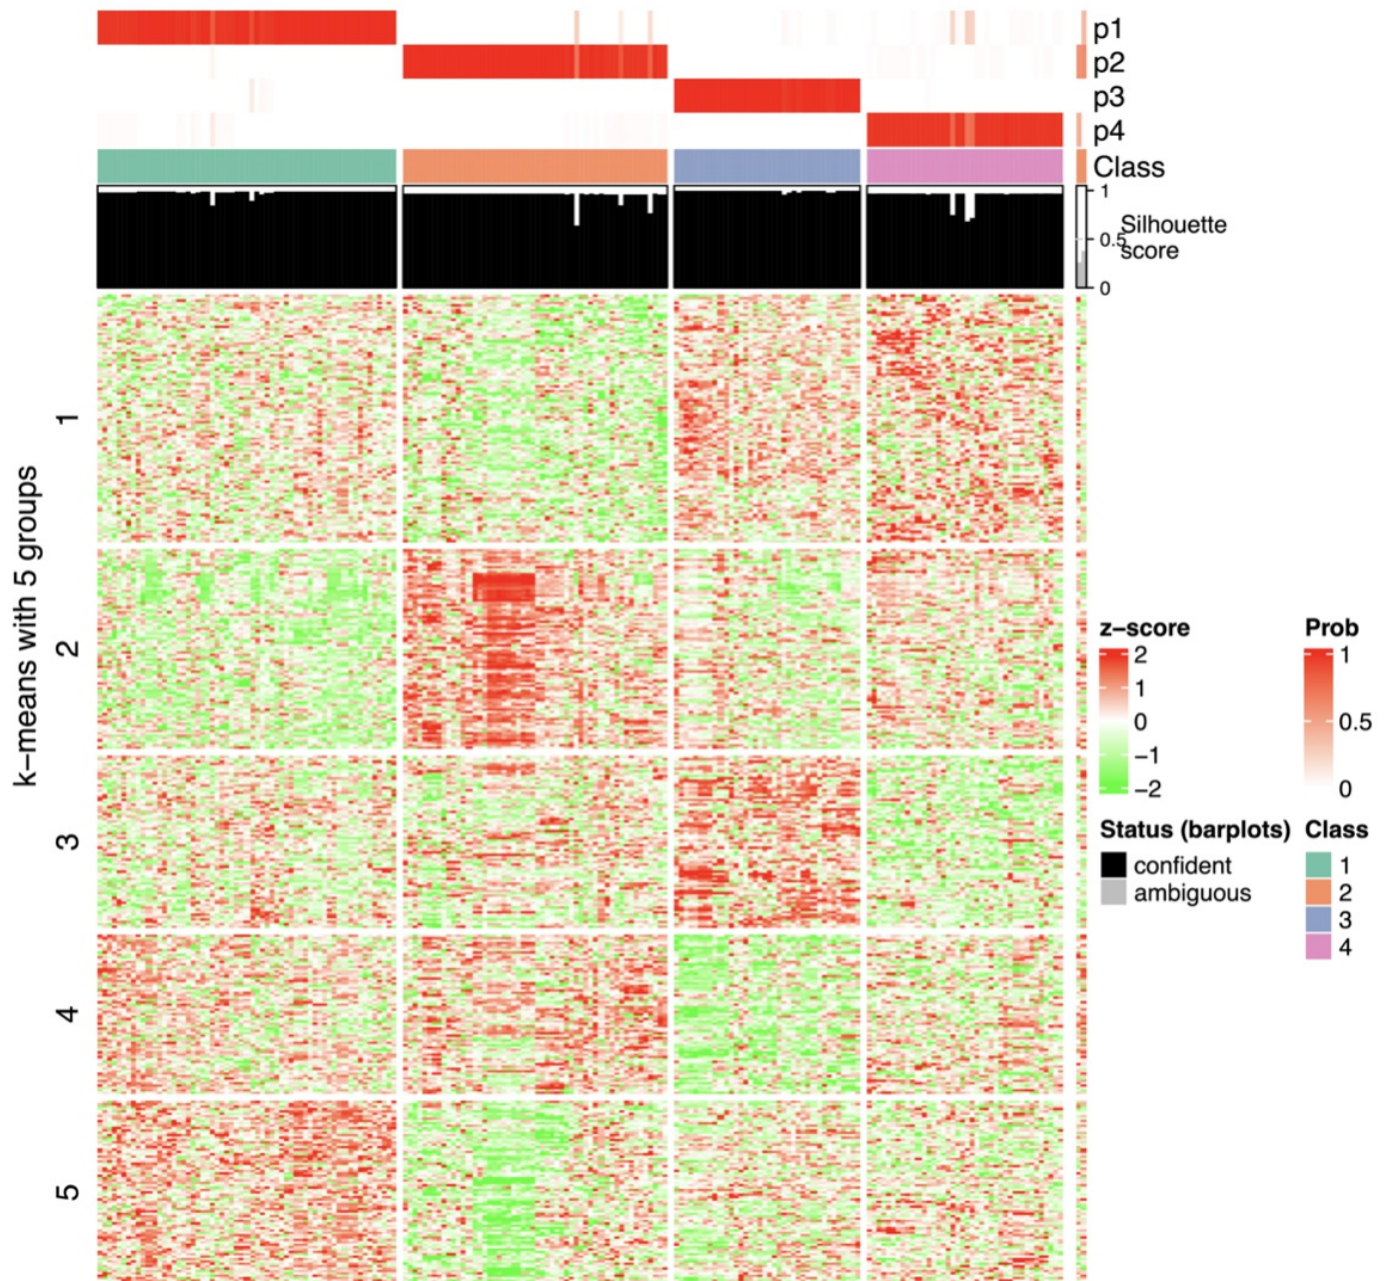 p1
p2
p3
p4
Class
1
0.5
0
Silhouette
score
k−means with 5 groups
1
2
3
4
5
z−score
2
1
0
−1
−2
Prob
1
0.5
0
Status (barplots)
confident
ambiguous
Class
1
2
3
4